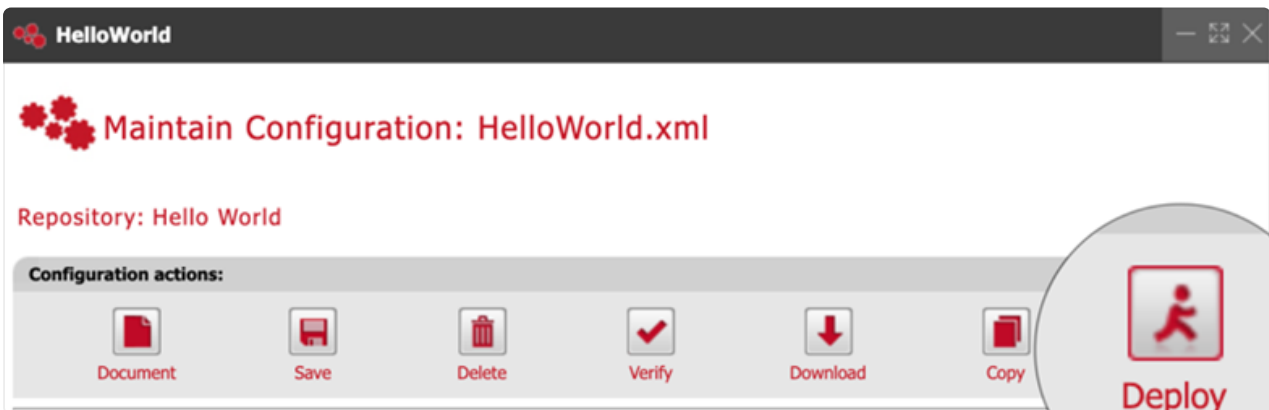 HelloWorld
Maintain Configuration: HelloWorld.xml
Repository: Hello World
Configuration actions:
Document Save Delete Verify Download Copy Deploy